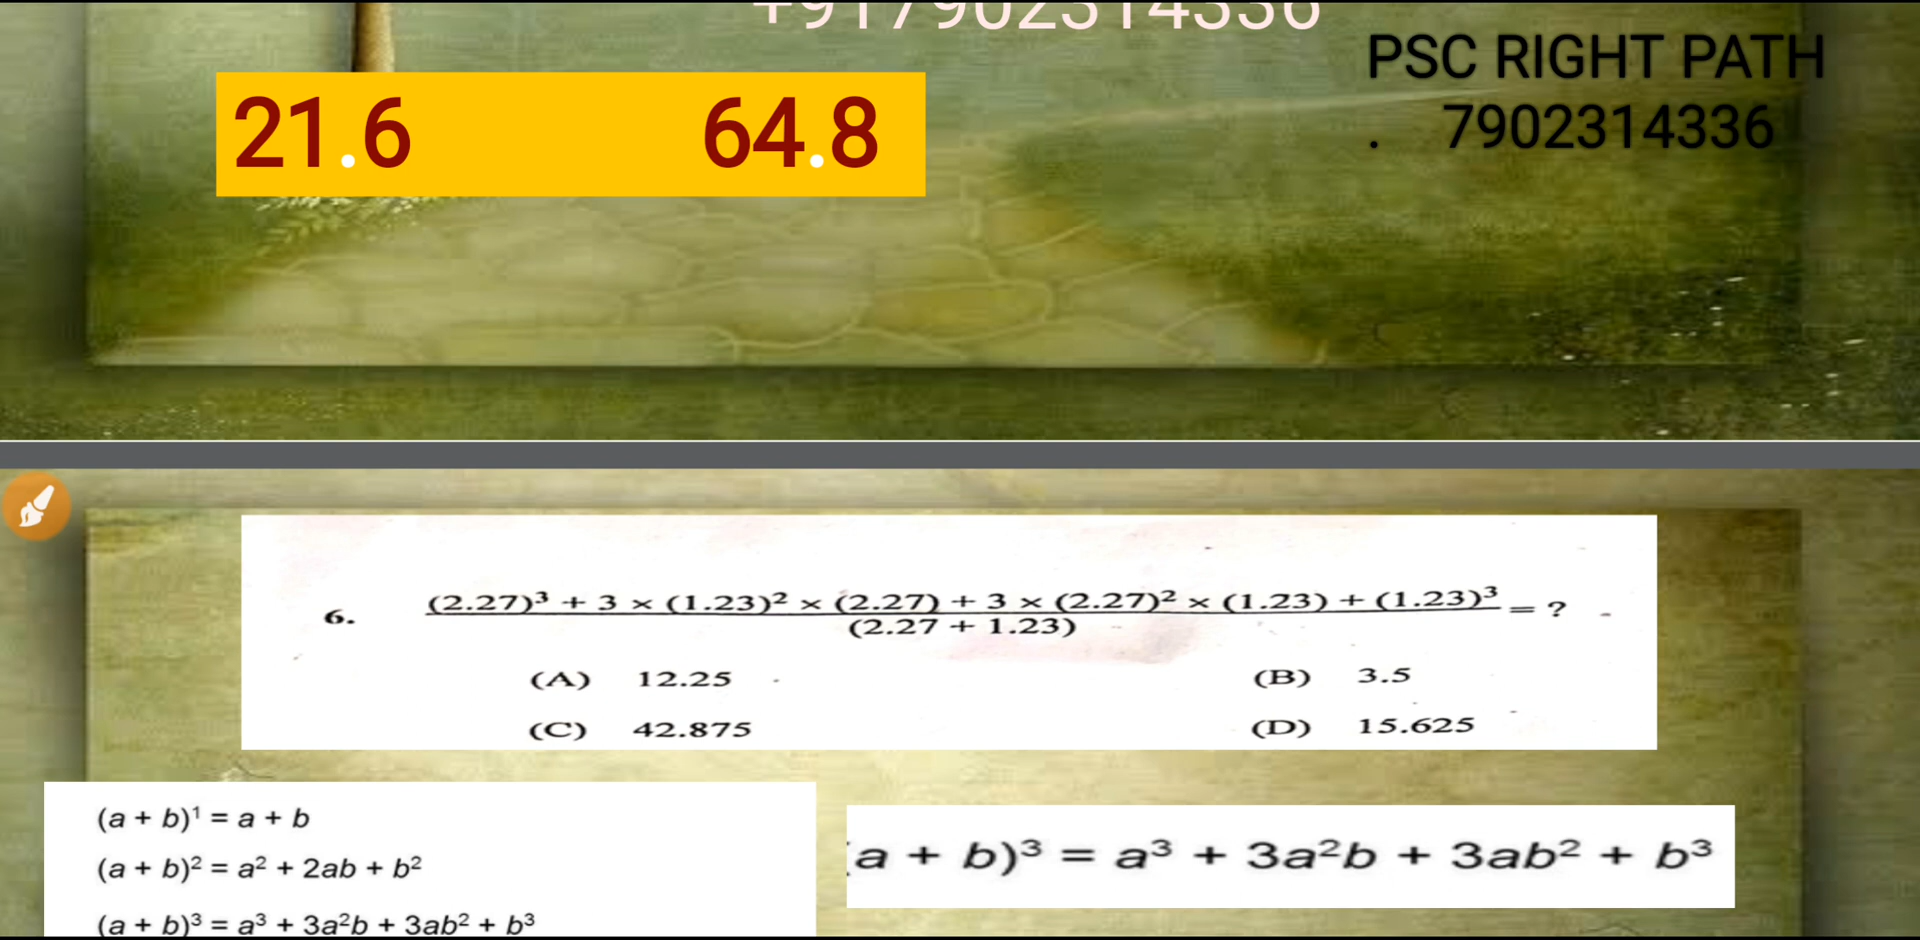 +917902314336
PSC RIGHT PATH
. 7902314336
21.6 64.8
6. (2.27)³ + 3 × (1.23)² × (2.27) + 3 × (2.27)² × (1.23) + (1.23)³ = ?
(2.27 + 1.23)
(A) 12.25 (B) 3.5
(C) 42.875 (D) 15.625
(a + b)¹ = a + b
(a + b)² = a² + 2ab + b²
(a + b)³ = a³ + 3a²b + 3ab² + b³
a + b)³ = a³ + 3a²b + 3ab² + b³